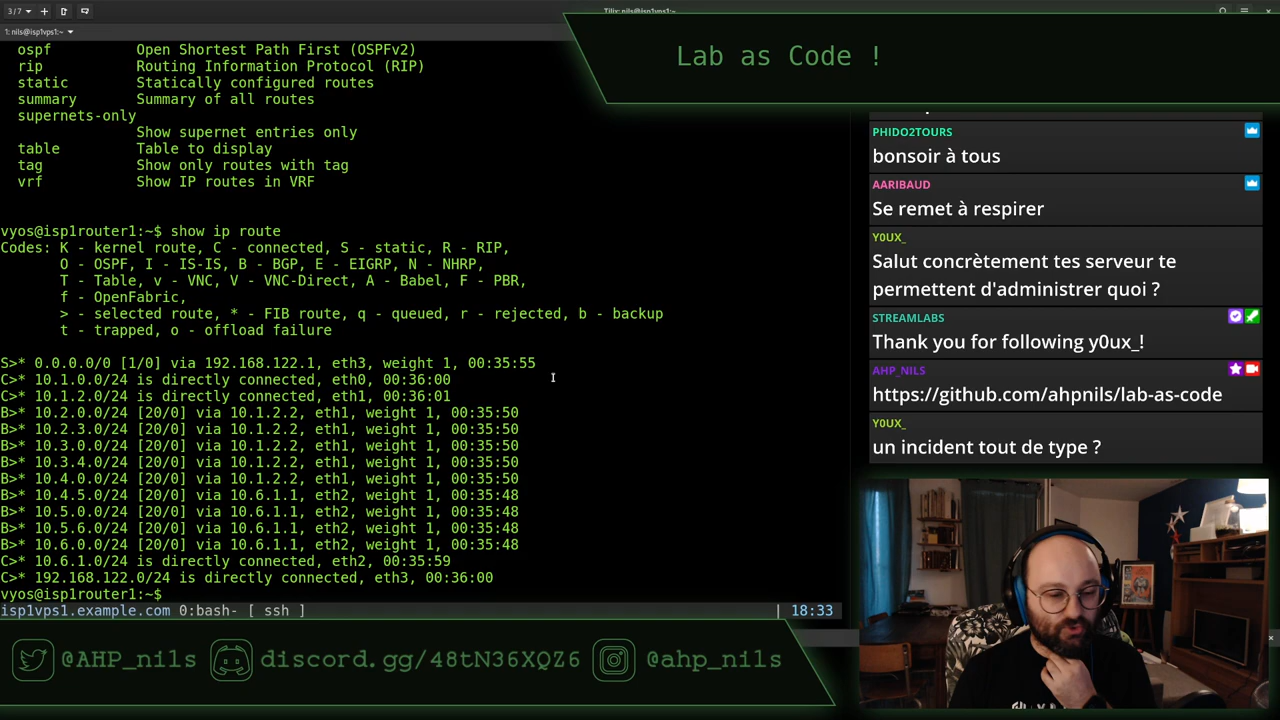 3/7
Tilix: nils@isp1vps1:~
1: nils@isp1vps1:~
ospf Open Shortest Path First (OSPFv2)
rip Routing Information Protocol (RIP)
static Statically configured routes
summary Summary of all routes
supernets-only
Show supernet entries only
table Table to display
tag Show only routes with tag
vrf Show IP routes in VRF
vyos@isp1router1:~$ show ip route
Codes: K - kernel route, C - connected, S - static, R - RIP,
O - OSPF, I - IS-IS, B - BGP, E - EIGRP, N - NHRP,
T - Table, v - VNC, V - VNC-Direct, A - Babel, F - PBR,
f - OpenFabric,
> - selected route, * - FIB route, q - queued, r - rejected, b - backup
t - trapped, o - offload failure
S>* 0.0.0.0/0 [1/0] via 192.168.122.1, eth3, weight 1, 00:35:55
C>* 10.1.0.0/24 is directly connected, eth0, 00:36:00
C>* 10.1.2.0/24 is directly connected, eth1, 00:36:01
B>* 10.2.0.0/24 [20/0] via 10.1.2.2, eth1, weight 1, 00:35:50
B>* 10.2.3.0/24 [20/0] via 10.1.2.2, eth1, weight 1, 00:35:50
B>* 10.3.0.0/24 [20/0] via 10.1.2.2, eth1, weight 1, 00:35:50
B>* 10.3.4.0/24 [20/0] via 10.1.2.2, eth1, weight 1, 00:35:50
B>* 10.4.0.0/24 [20/0] via 10.1.2.2, eth1, weight 1, 00:35:50
B>* 10.4.5.0/24 [20/0] via 10.6.1.1, eth2, weight 1, 00:35:48
B>* 10.5.0.0/24 [20/0] via 10.6.1.1, eth2, weight 1, 00:35:48
B>* 10.5.6.0/24 [20/0] via 10.6.1.1, eth2, weight 1, 00:35:48
B>* 10.6.0.0/24 [20/0] via 10.6.1.1, eth2, weight 1, 00:35:48
C>* 10.6.1.0/24 is directly connected, eth2, 00:35:59
C>* 192.168.122.0/24 is directly connected, eth3, 00:36:00
vyos@isp1router1:~$
isp1vps1.example.com 0:bash- [ ssh ] | 18:33
Lab as Code !
PHIDO2TOURS
bonsoir à tous
AARIBAUD
Se remet à respirer
Y0UX_
Salut concrètement tes serveur te
permettent d'administrer quoi ?
STREAMLABS
Thank you for following y0ux_!
AHP_NILS
https://github.com/ahpnils/lab-as-code
Y0UX_
un incident tout de type ?
@AHP_nils discord.gg/48tN36XQZ6 @ahp_nils